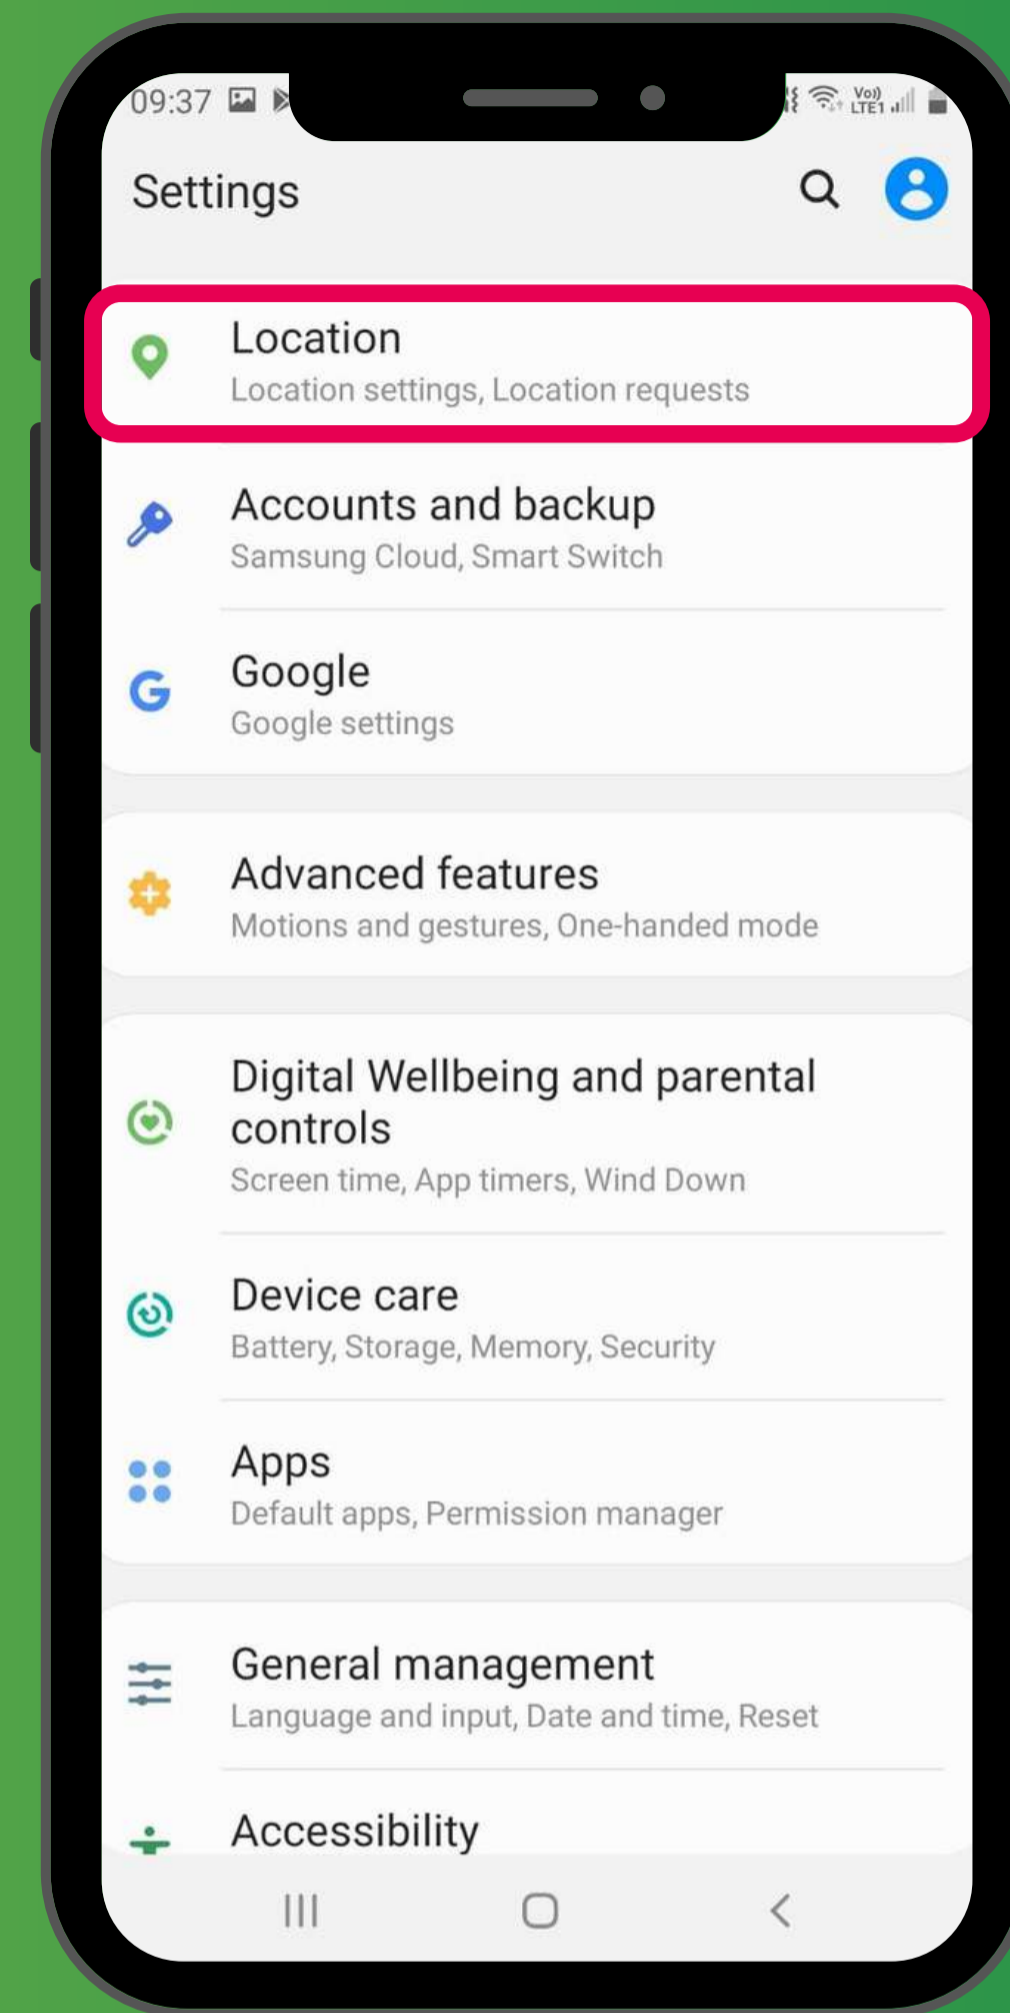 09:37
Vo))
LTE1
Settings
Location
Location settings, Location requests
Accounts and backup
Samsung Cloud, Smart Switch
Google
Google settings
Advanced features
Motions and gestures, One-handed mode
Digital Wellbeing and parental
controls
Screen time, App timers, Wind Down
Device care
Battery, Storage, Memory, Security
Apps
Default apps, Permission manager
General management
Language and input, Date and time, Reset
Accessibility